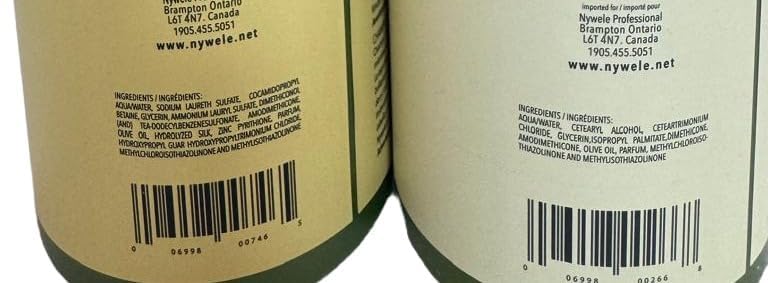 Brampton Ontario
L6T 4N7. Canada
1905.455.5051
www.nywele.net
INGREDIENTS / INGRÉDIENTS:
AQUA/WATER, SODIUM LAURETH SULFATE, COCAMIDOPROPYL
BETAINE, GLYCERIN, AMMONIUM LAURYL SULFATE, DIMETHICONOL
(AND) TEA-DODECYLBENZENESULFONATE, AMODIMETHICONE,
OLIVE OIL, HYDROLYZED SILK, ZINC PYRITHIONE, PARFUM,
HYDROXYPROPYL GUAR HYDROXYPROPYLTRIMONIUM CHLORIDE,
METHYLCHLOROISOTHIAZOLINONE AND METHYLISOTHIAZOLINONE
0 06998 00746 5
imported for / importé pour
Nywele Professional
Brampton Ontario
L6T 4N7. Canada
1905.455.5051
www.nywele.net
INGREDIENTS / INGRÉDIENTS:
AQUA/WATER, CETEARYL ALCOHOL, CETEARTRIMONIUM
CHLORIDE, GLYCERIN,ISOPROPYL PALMITATE,DIMETHICONE,
AMODIMETHICONE, OLIVE OIL, PARFUM, METHYLCHLOROISO-
THIAZOLINONE AND METHYLISOTHIAZOLINONE
0 06998 00266 8